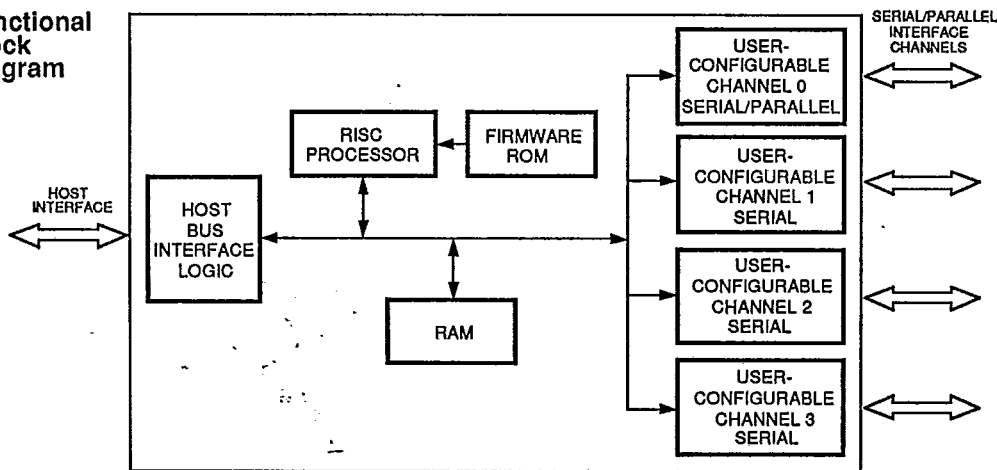 nctional
ock
gram
SERIAL/PARALLEL
INTERFACE
CHANNELS
USER-
CONFIGURABLE
CHANNEL 0
SERIAL/PARALLEL
RISC
PROCESSOR
FIRMWARE
ROM
USER-
CONFIGURABLE
CHANNEL 1
SERIAL
HOST
INTERFACE
HOST
BUS
INTERFACE
LOGIC
USER-
CONFIGURABLE
CHANNEL 2
SERIAL
RAM
USER-
CONFIGURABLE
CHANNEL 3
SERIAL